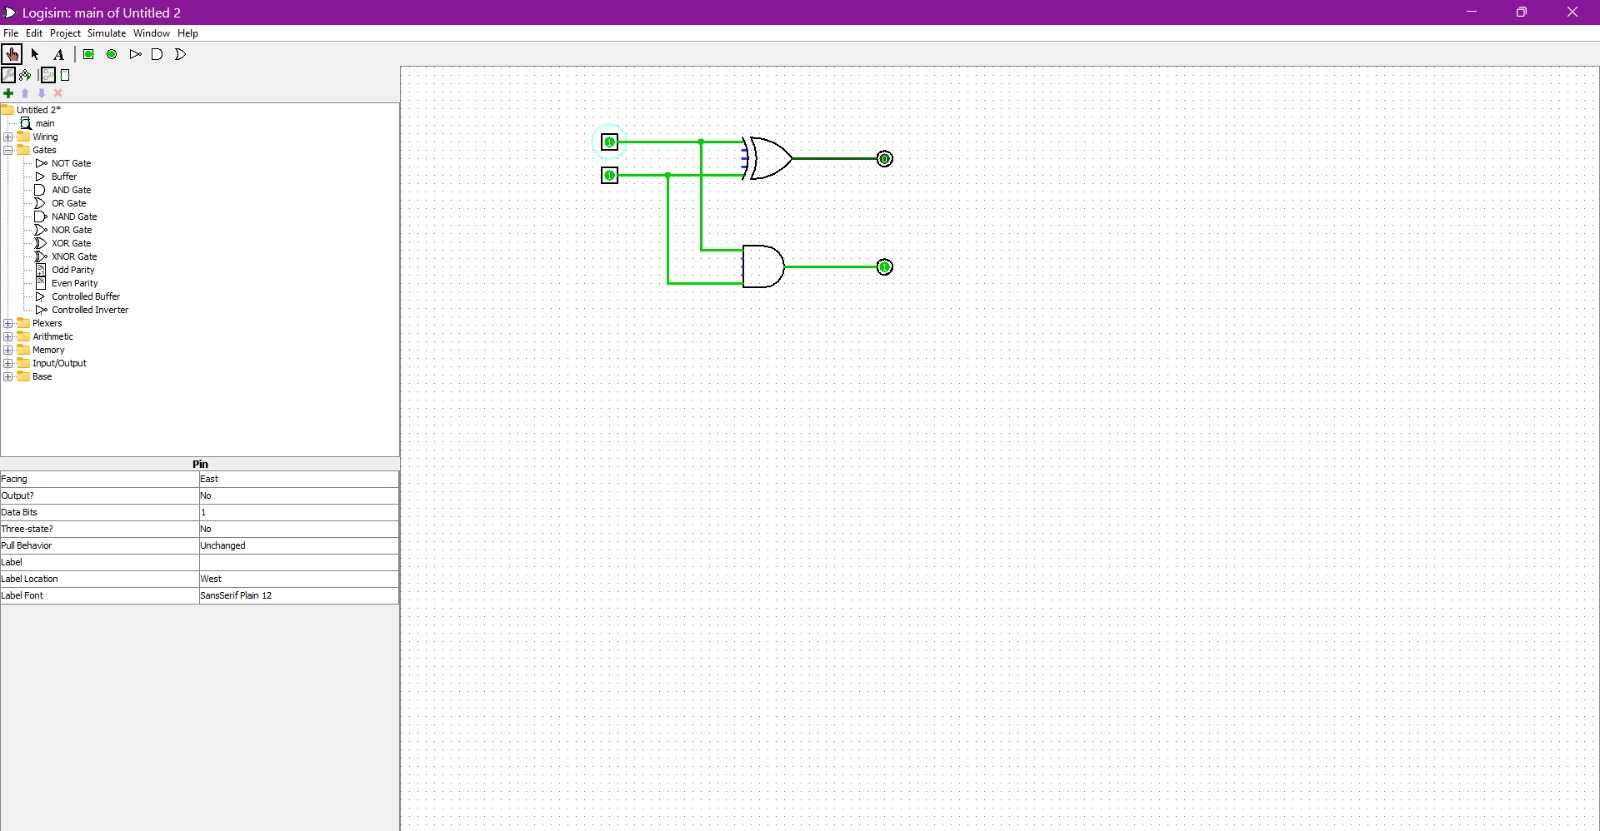 Logisim: main of Untitled 2
File Edit Project Simulate Window Help
A
Untitled 2*
main
Wiring
Gates
NOT Gate
Buffer
AND Gate
OR Gate
NAND Gate
NOR Gate
XOR Gate
XNOR Gate
Odd Parity
Even Parity
Controlled Buffer
Controlled Inverter
Plexers
Arithmetic
Memory
Input/Output
Base
Pin
Facing East
Output? No
Data Bits 1
Three-state? No
Pull Behavior Unchanged
Label
Label Location West
Label Font SansSerif Plain 12
1
1
0
1